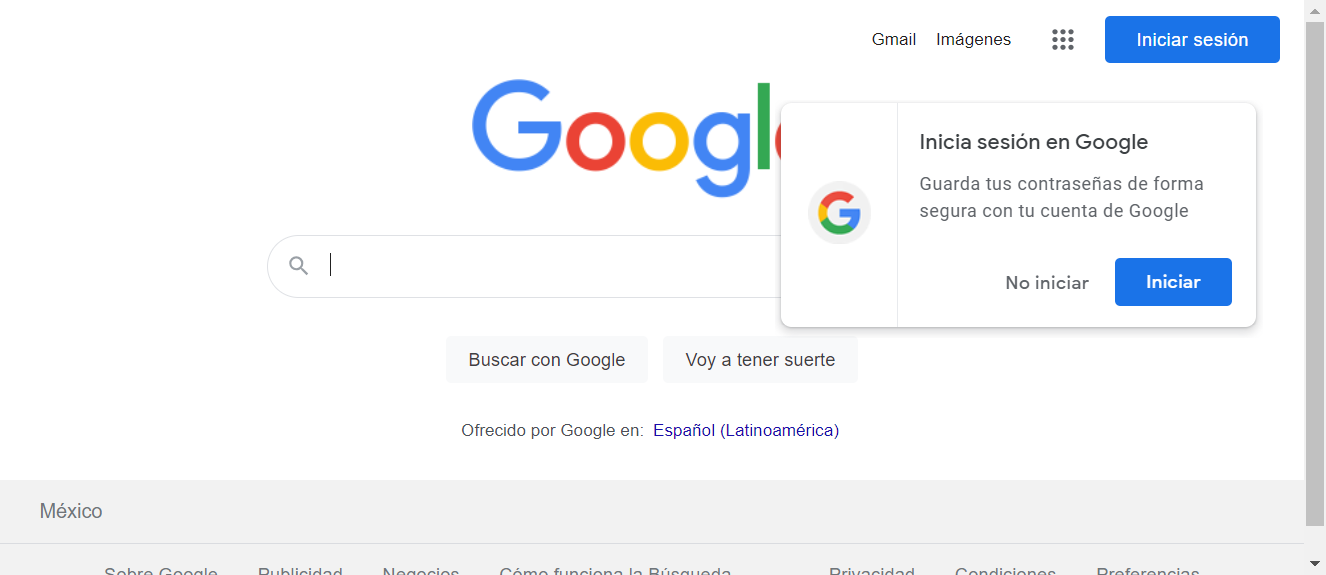 Gmail Imágenes Iniciar sesión
Google
Inicia sesión en Google
Guarda tus contraseñas de forma
segura con tu cuenta de Google
No iniciar Iniciar
Buscar con Google Voy a tener suerte
Ofrecido por Google en: Español (Latinoamérica)
México
Sobre Google Publicidad Negocios Cómo funciona la Búsqueda Privacidad Condiciones Preferencias